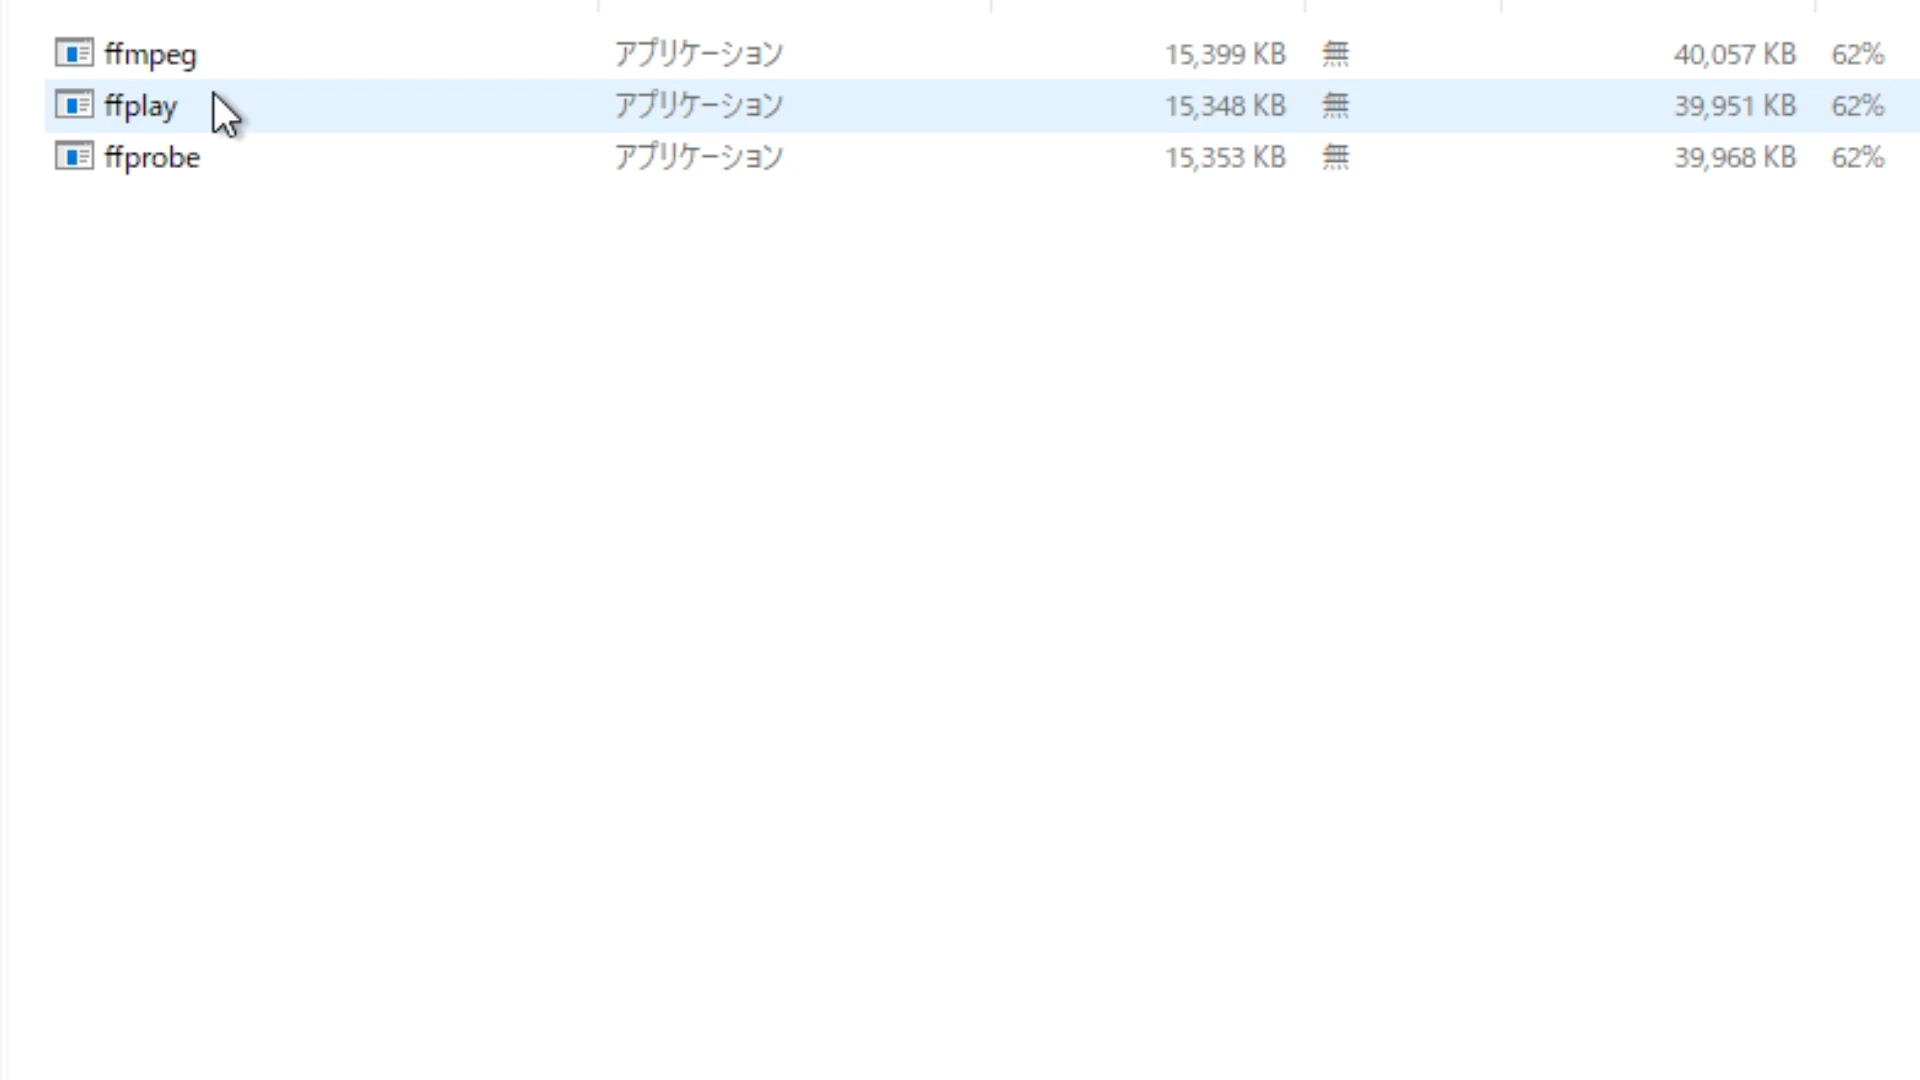 ffmpeg アプリケーション 15,399 KB 無 40,057 KB 62%
ffplay アプリケーション 15,348 KB 無 39,951 KB 62%
ffprobe アプリケーション 15,353 KB 無 39,968 KB 62%